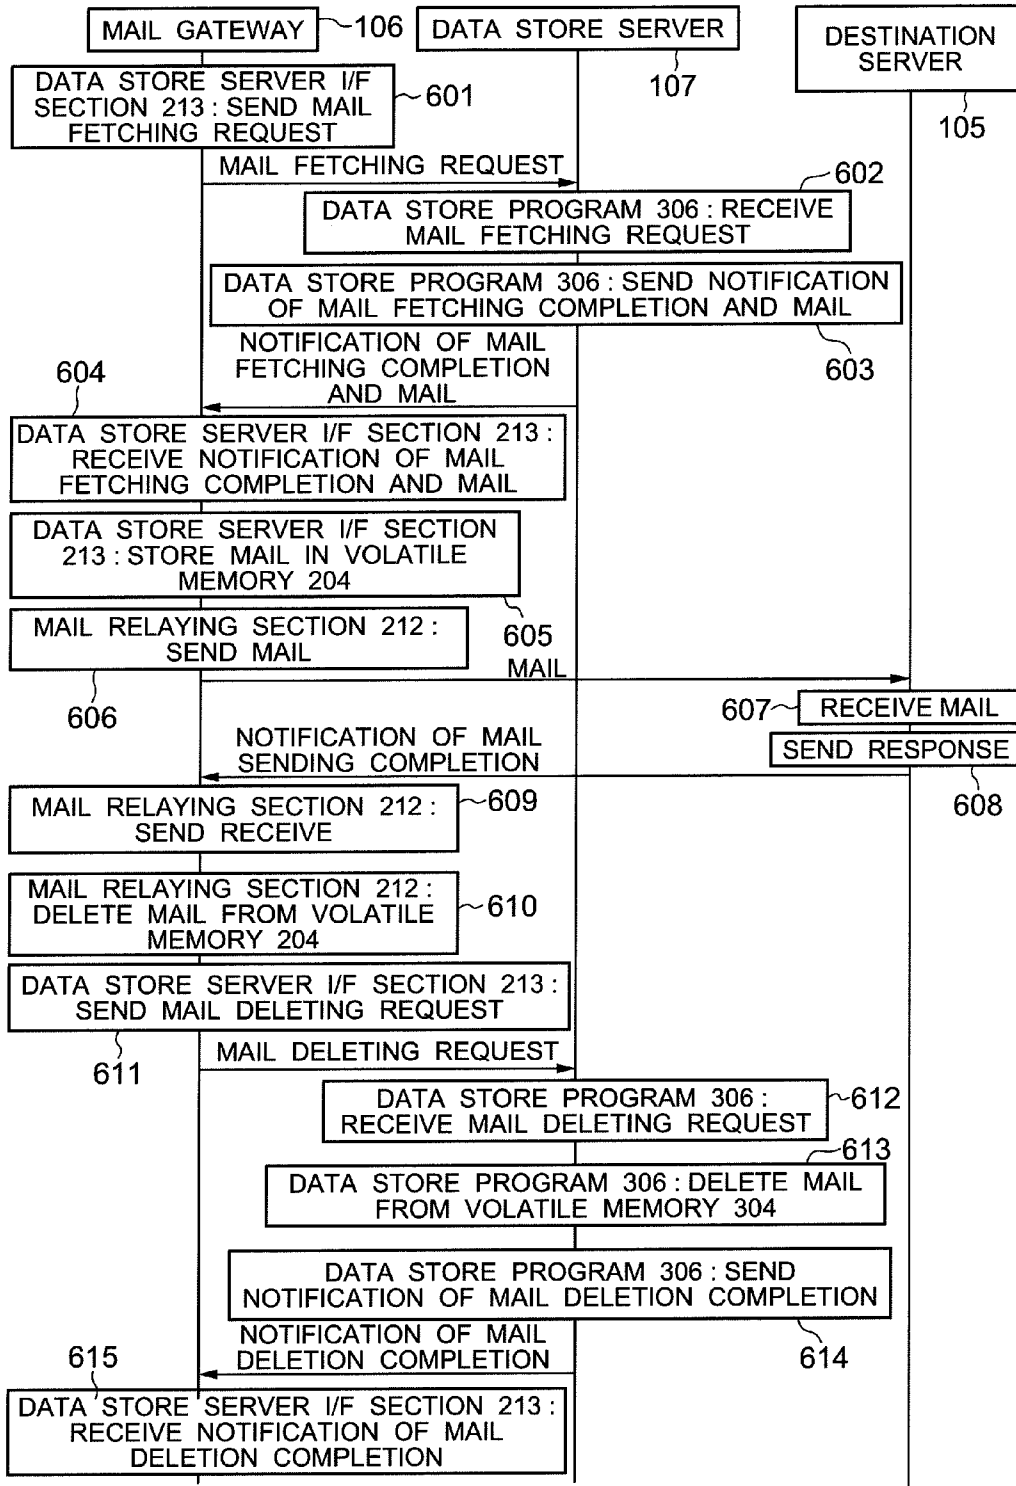 MAIL GATEWAY
106
DATA STORE SERVER
107
DESTINATION
SERVER
105
DATA STORE SERVER I/F
SECTION 213 : SEND MAIL
FETCHING REQUEST
601
MAIL FETCHING REQUEST
602
DATA STORE PROGRAM 306 : RECEIVE
MAIL FETCHING REQUEST
DATA STORE PROGRAM 306 : SEND NOTIFICATION
OF MAIL FETCHING COMPLETION AND MAIL
603
NOTIFICATION OF MAIL
FETCHING COMPLETION
AND MAIL
604
DATA STORE SERVER I/F SECTION 213 :
RECEIVE NOTIFICATION OF MAIL
FETCHING COMPLETION AND MAIL
DATA STORE SERVER I/F SECTION
213 : STORE MAIL IN VOLATILE
MEMORY 204
605
MAIL RELAYING SECTION 212 :
SEND MAIL
606
MAIL
607
RECEIVE MAIL
SEND RESPONSE
608
NOTIFICATION OF MAIL
SENDING COMPLETION
MAIL RELAYING SECTION 212 :
SEND RECEIVE
609
MAIL RELAYING SECTION 212 :
DELETE MAIL FROM VOLATILE
MEMORY 204
610
DATA STORE SERVER I/F SECTION 213 :
SEND MAIL DELETING REQUEST
611
MAIL DELETING REQUEST
DATA STORE PROGRAM 306 :
RECEIVE MAIL DELETING REQUEST
612
613
DATA STORE PROGRAM 306 : DELETE MAIL
FROM VOLATILE MEMORY 304
DATA STORE PROGRAM 306 : SEND
NOTIFICATION OF MAIL DELETION COMPLETION
614
NOTIFICATION OF MAIL
DELETION COMPLETION
615
DATA STORE SERVER I/F SECTION 213 :
RECEIVE NOTIFICATION OF MAIL
DELETION COMPLETION